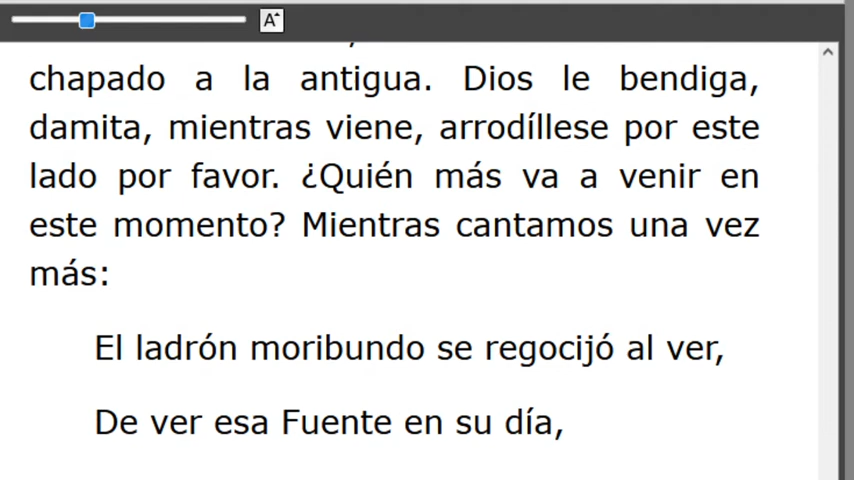 A
chapado a la antigua. Dios le bendiga,
damita, mientras viene, arrodíllese por este
lado por favor. ¿Quién más va a venir en
este momento? Mientras cantamos una vez
más:
El ladrón moribundo se regocijó al ver,
De ver esa Fuente en su día,